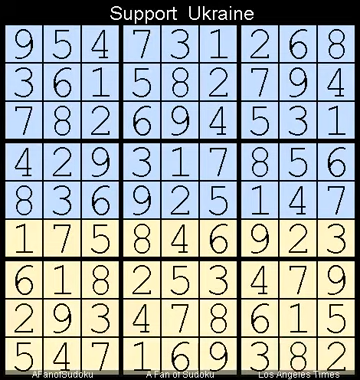 Support Ukraine
9 5 4 7 3 1 2 6 8
3 6 1 5 8 2 7 9 4
7 8 2 6 9 4 5 3 1
4 2 9 3 1 7 8 5 6
8 3 6 9 2 5 1 4 7
1 7 5 8 4 6 9 2 3
6 1 8 2 5 3 4 7 9
2 9 3 4 7 8 6 1 5
5 4 7 1 6 9 3 8 2
AFanofSudoku A Fan of Sudoku Los Angeles Times